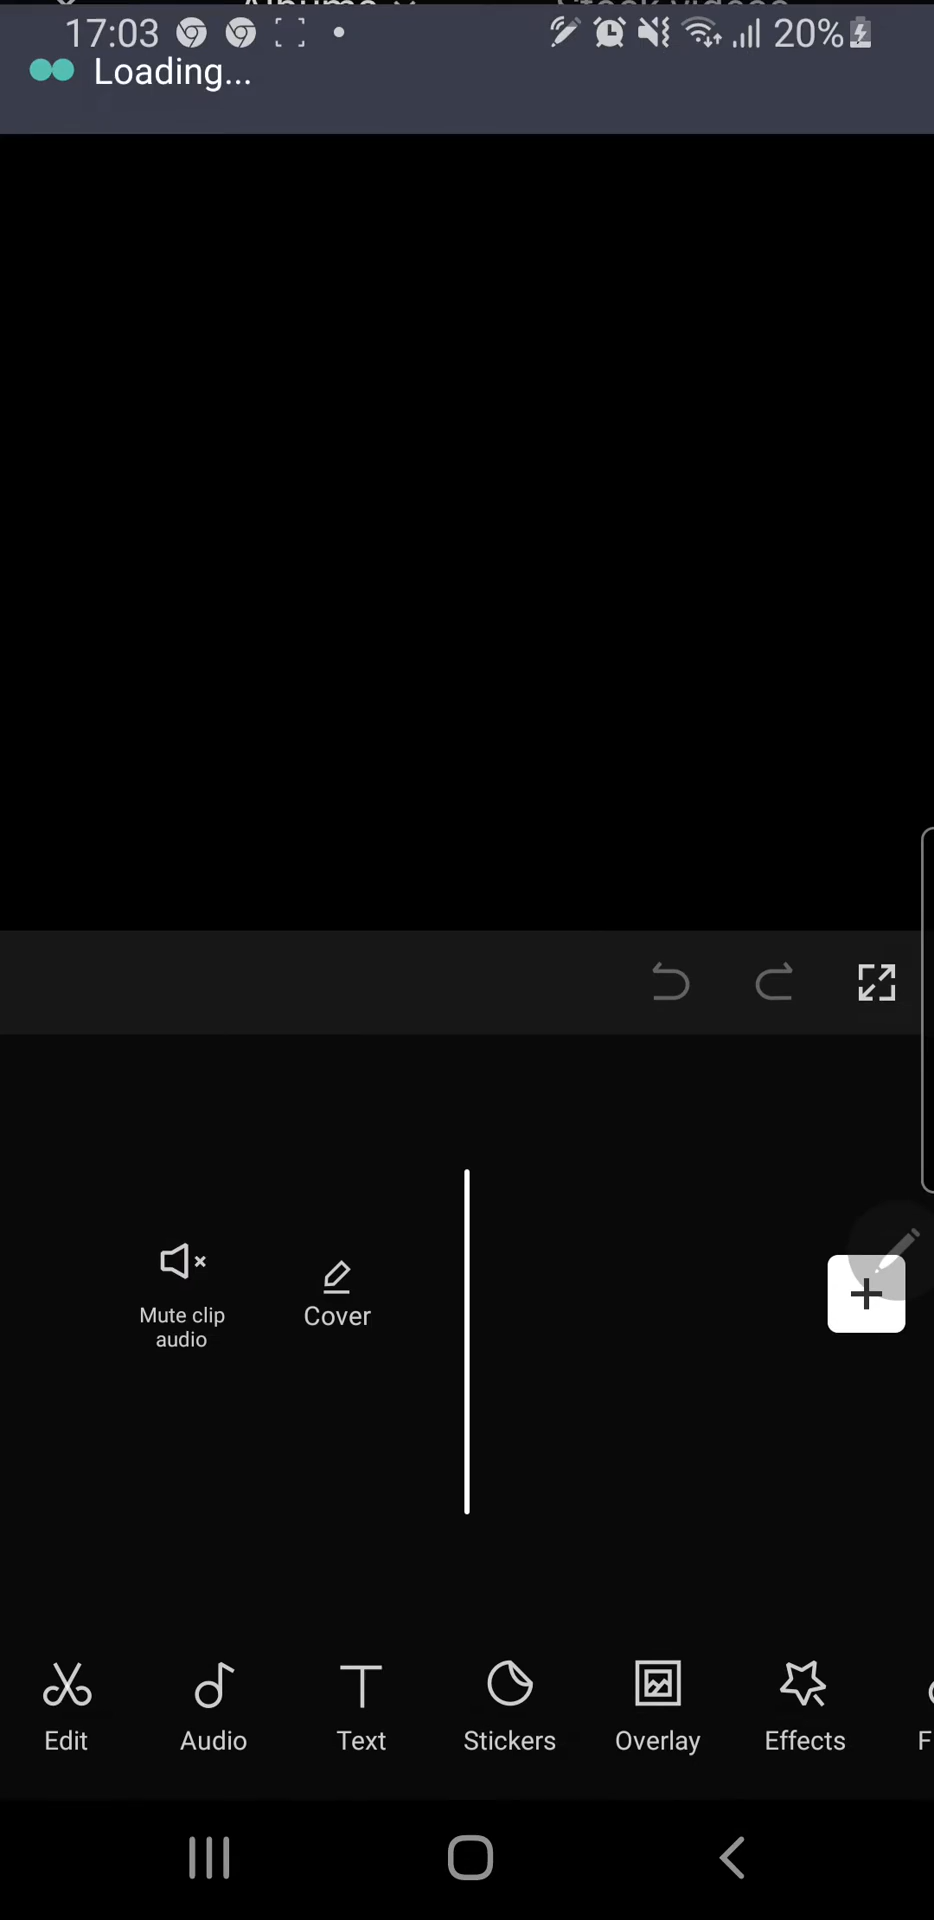 17:03 20%
Loading...
Mute clip
audio
Cover
Edit Audio Text Stickers Overlay Effects F